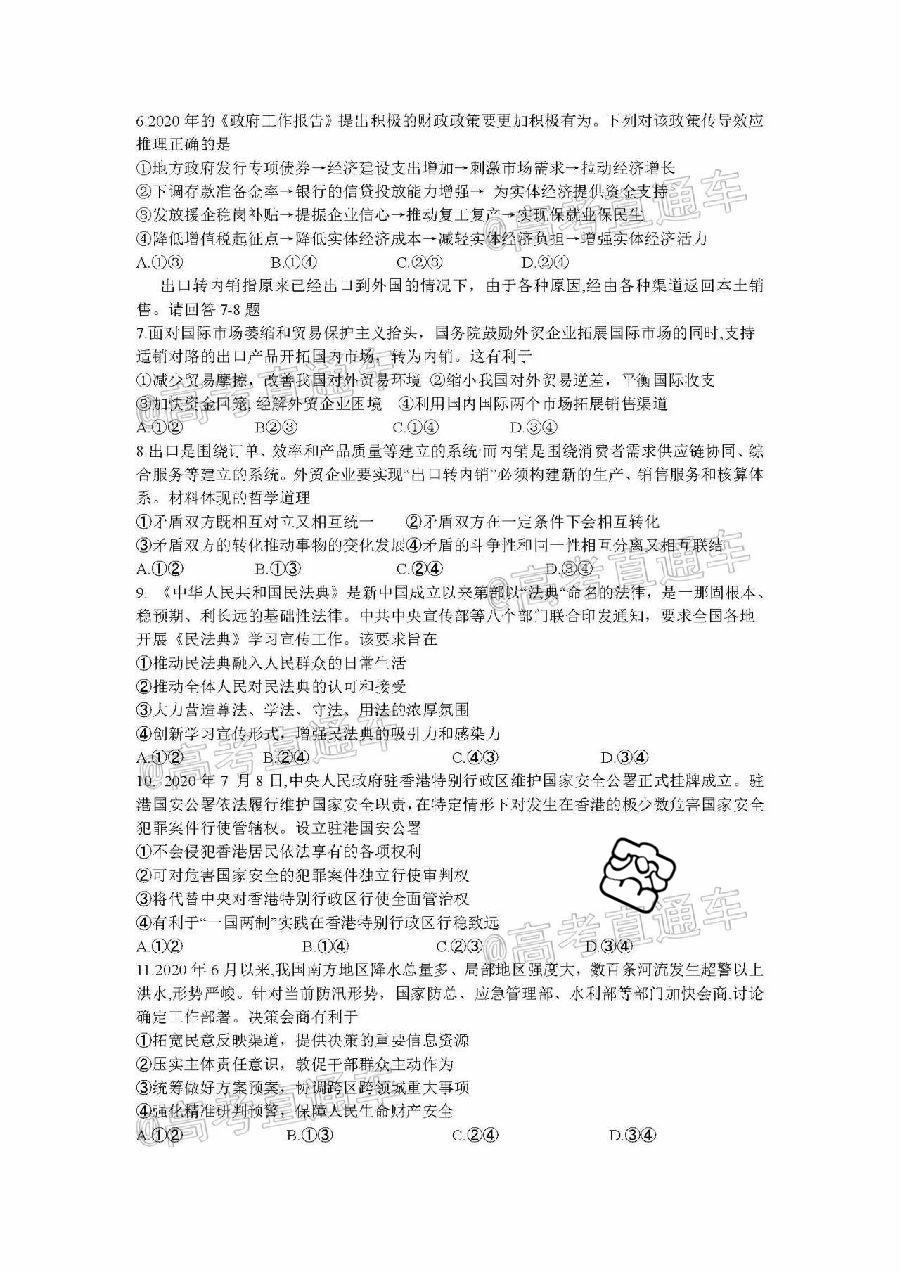 6.2020 年的《政府工作报告》提出积极的财政政策要更加积极有为。下列对该政策传导效应
推理正确的是
①地方政府发行专项债券→经济建设支出增加→刺激市场需求→拉动经济增长
②下调存款准备金率→银行的信贷投放能力增强→ 为实体经济提供资金支持
③发放援企稳岗补贴→提振企业信心→推动复工复产→实现保就业保民生
④降低增值税起征点→降低实体经济成本→减轻实体经济负担→增强实体经济活力
A.①③ B.①④ C.②③ D.②④
出口转内销指原来已经出口到外国的情况下，由于各种原因,经由各种渠道返回本土销
售。请回答 7-8 题
7.面对国际市场萎缩和贸易保护主义抬头，国务院鼓励外贸企业拓展国际市场的同时,支持
适销对路的出口产品开拓国内市场，转为内销。这有利于
①减少贸易摩擦，改善我国对外贸易环境 ②缩小我国对外贸易逆差，平衡国际收支
③加快资金回笼, 经解外贸企业困境 ④利用国内国际两个市场拓展销售渠道
A.①② B②③ C.①④ D.③④
8 出口是围绕订单、效率和产品质量等建立的系统·而内销是围绕消费者需求供应链协同、综
合服务等建立的系统。外贸企业要实现“出口转内销”必须构建新的生产、销售服务和核算体
系。材料体现的哲学道理
①矛盾双方既相互对立又相互统一 ②矛盾双方在一定条件下会相互转化
③矛盾双方的转化推动事物的变化发展④矛盾的斗争性和同一性相互分离又相互联结
A.①② B.①③ C.②④ D.③④
9. 《中华人民共和国民法典》是新中国成立以来第部以“法典“命名的法律，是一那固根本、
稳预期、利长远的基础性法律。中共中央宣传部等八个部门联合印发通知，要求全国各地
开展《民法典》学习宣传工作。该要求旨在
①推动民法典融入人民群众的日常生活
②推动全体人民对民法典的认可和接受
③大力营造尊法、学法、守法、用法的浓厚氛围
④创新学习宣传形式，增强民法典的吸引力和感染力
A.①② B.②④ C.④③ D.③④
10. 2020 年 7 月 8 日,中央人民政府驻香港特别行政区维护国家安全公署正式挂牌成立。驻
港国安公署依法履行维护国家安全职责,在特定情形下对发生在香港的极少数危害国家安全
犯罪案件行使管辖权。设立驻港国安公署
①不会侵犯香港居民依法享有的各项权利
②可对危害国家安全的犯罪案件独立行使审判权
③将代替中央对香港特别行政区行使全面管治权
④有利于“一国两制”实践在香港特别行政区行稳致远
A.①② B.①④ C.②③ D.③④
11.2020 年 6 月以来,我国南方地区降水总量多、局部地区强度大，数百条河流发生超警以上
洪水,形势严峻。针对当前防汛形势，国家防总、应急管理部、水利部等部门加快会商,讨论
确定工作部署。决策会商有利于
①拓宽民意反映渠道，提供决策的重要信息资源
②压实主体责任意识，敦促干部群众主动作为
③统筹做好方案预案，协调跨区跨领域重大事项
④强化精准研判预警，保障人民生命财产安全
A.①② B.①③ C.②④ D.③④
@高考直通车
@高考直通车
@高考直通车
@高考直通车
@高考直通车
@高考直通车